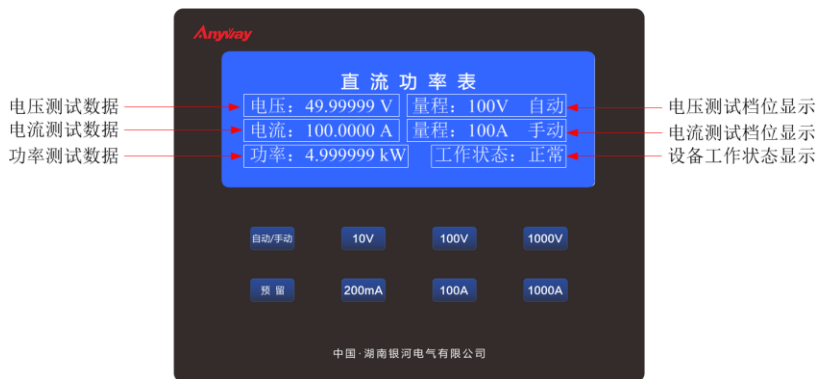 Anyway
直流功率表
电压测试数据 电压：49.99999 V 量程：100V 自动 电压测试档位显示
电流测试数据 电流：100.0000 A 量程：100A 手动 电流测试档位显示
功率测试数据 功率：4.999999 kW 工作状态：正常 设备工作状态显示
自动/手动 10V 100V 1000V
预留 200mA 100A 1000A
中国·湖南银河电气有限公司